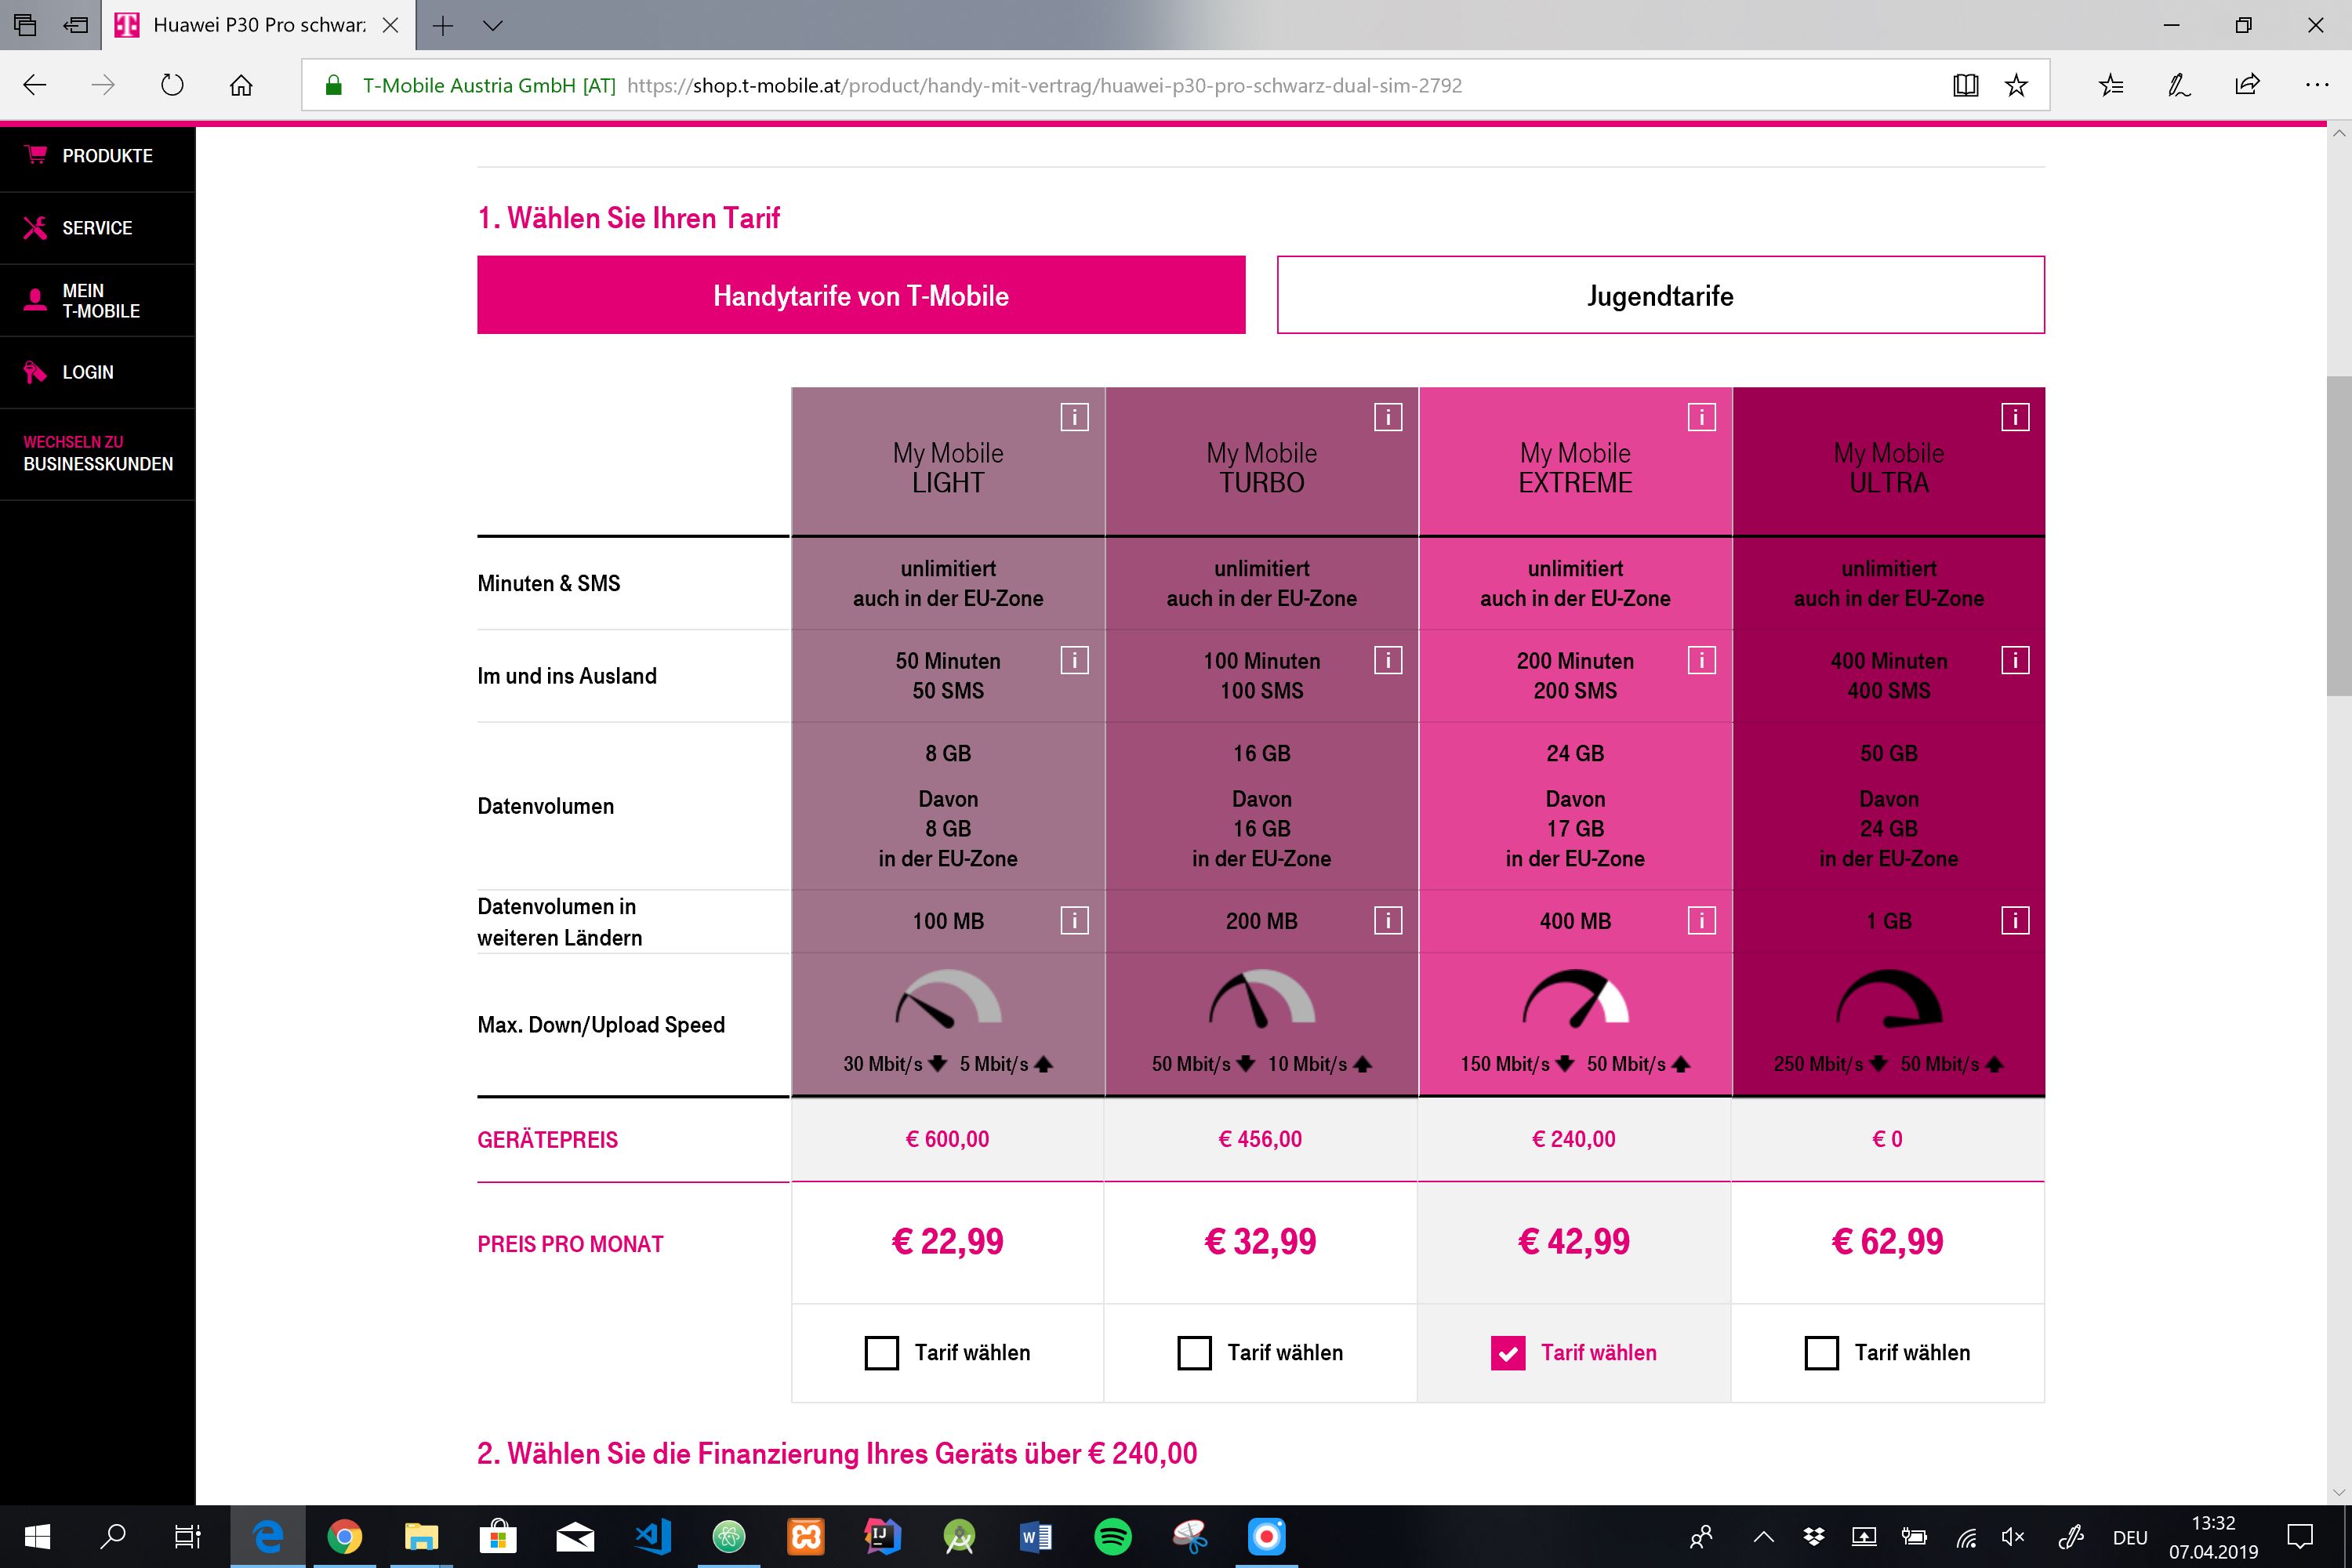 Huawei P30 Pro schwarz
T-Mobile Austria GmbH [AT] https://shop.t-mobile.at/product/handy-mit-vertrag/huawei-p30-pro-schwarz-dual-sim-2792
PRODUKTE
SERVICE
MEIN
T-MOBILE
LOGIN
WECHSELN ZU
BUSINESSKUNDEN
1. Wählen Sie Ihren Tarif
Handytarife von T-Mobile
Jugendtarife
My Mobile
LIGHT
i
My Mobile
TURBO
i
My Mobile
EXTREME
i
My Mobile
ULTRA
i
Minuten & SMS
unlimitiert
auch in der EU-Zone
unlimitiert
auch in der EU-Zone
unlimitiert
auch in der EU-Zone
unlimitiert
auch in der EU-Zone
Im und ins Ausland
50 Minuten
50 SMS
i
100 Minuten
100 SMS
i
200 Minuten
200 SMS
i
400 Minuten
400 SMS
i
Datenvolumen
8 GB
Davon
8 GB
in der EU-Zone
16 GB
Davon
16 GB
in der EU-Zone
24 GB
Davon
17 GB
in der EU-Zone
50 GB
Davon
24 GB
in der EU-Zone
Datenvolumen in
weiteren Ländern
100 MB i
200 MB i
400 MB i
1 GB i
Max. Down/Upload Speed
30 Mbit/s 5 Mbit/s
50 Mbit/s 10 Mbit/s
150 Mbit/s 50 Mbit/s
250 Mbit/s 50 Mbit/s
GERÄTEPREIS € 600,00 € 456,00 € 240,00 € 0
PREIS PRO MONAT € 22,99 € 32,99 € 42,99 € 62,99
Tarif wählen Tarif wählen Tarif wählen Tarif wählen
2. Wählen Sie die Finanzierung Ihres Geräts über € 240,00
DEU
13:32
07.04.2019